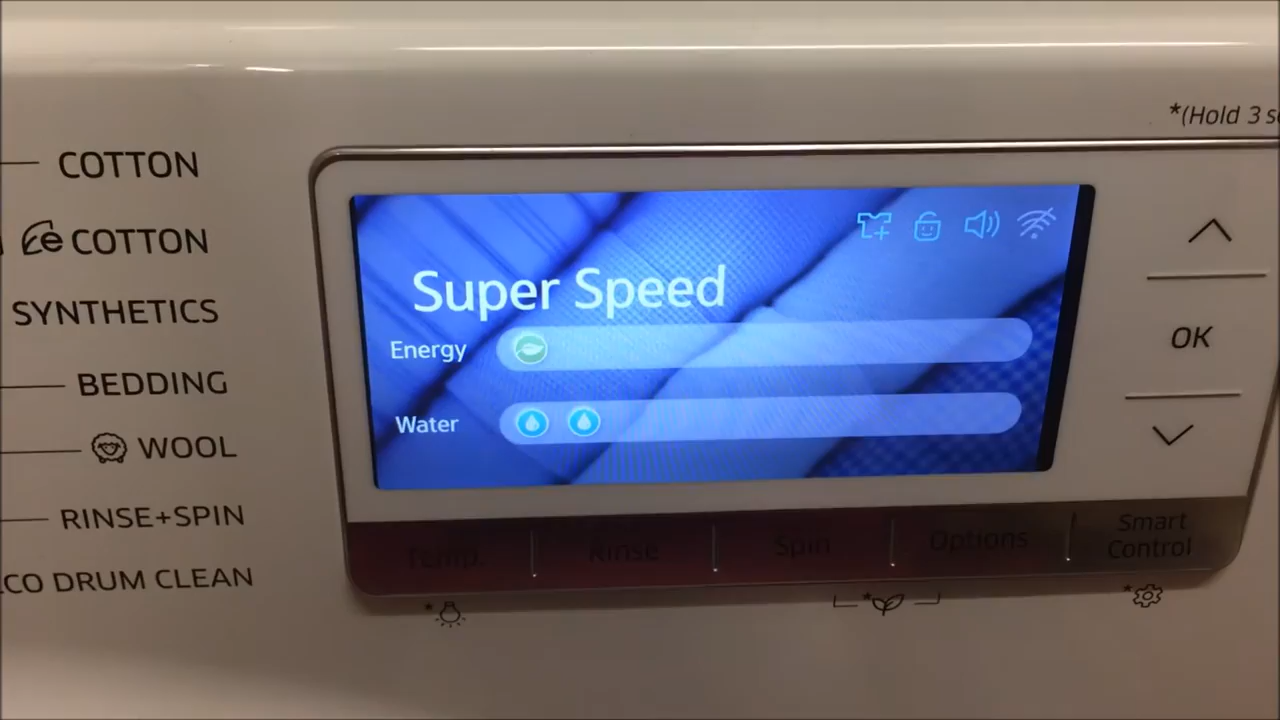 *(Hold 3 s
COTTON
e COTTON
SYNTHETICS
BEDDING
WOOL
RINSE+SPIN
CO DRUM CLEAN
Super Speed
Energy
Water
OK
Temp.
Rinse
Spin
Options
Smart
Control
*
*
*